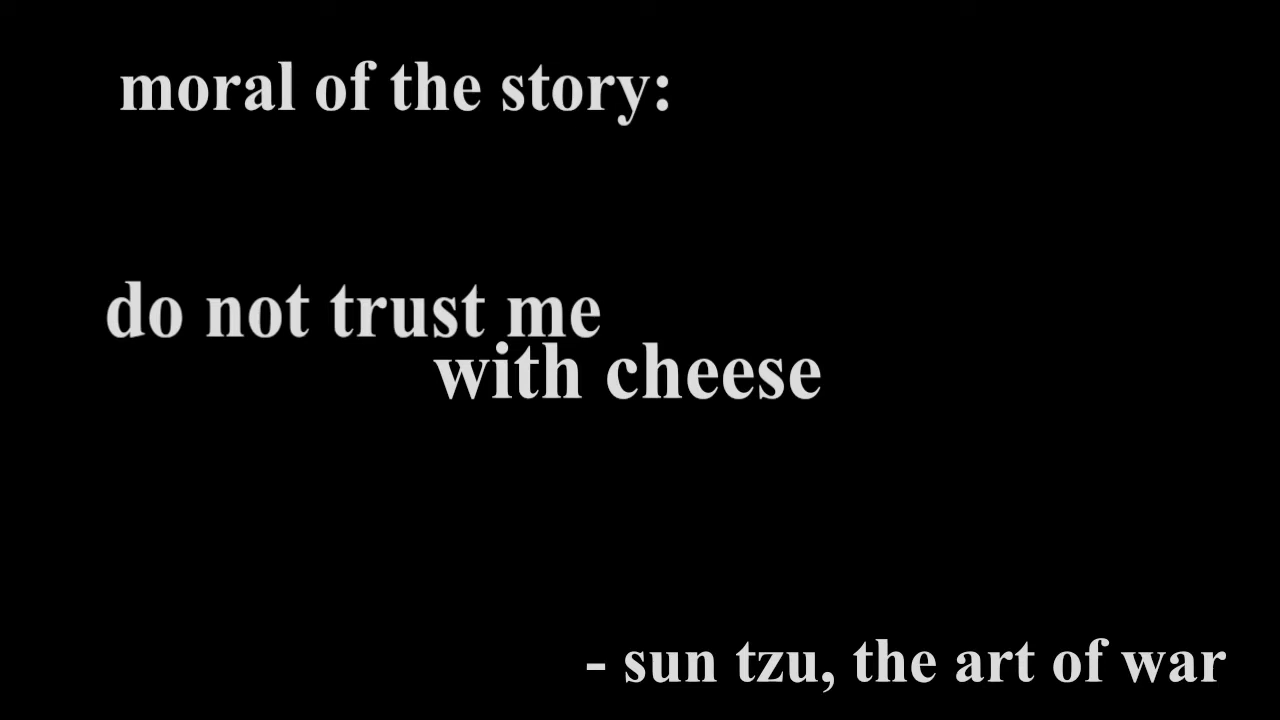 moral of the story:
do not trust me
with cheese
- sun tzu, the art of war